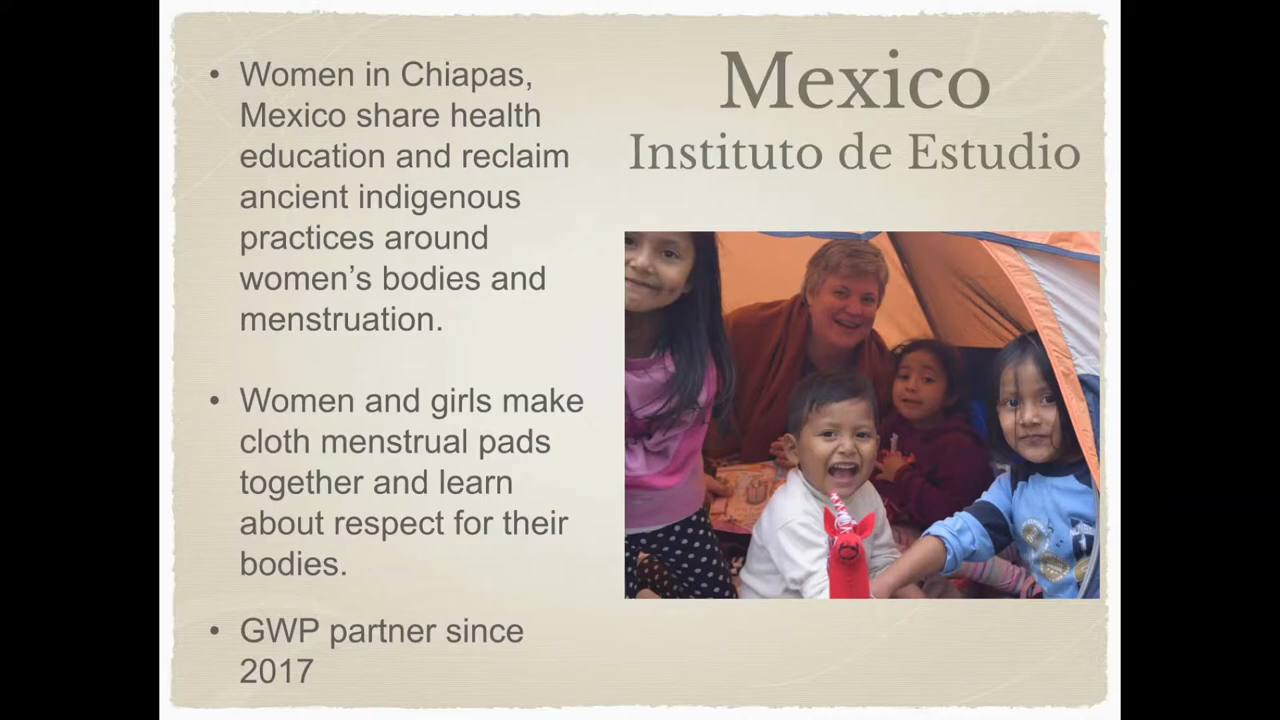 Mexico
Instituto de Estudio
• Women in Chiapas,
Mexico share health
education and reclaim
ancient indigenous
practices around
women’s bodies and
menstruation.
• Women and girls make
cloth menstrual pads
together and learn
about respect for their
bodies.
• GWP partner since
2017